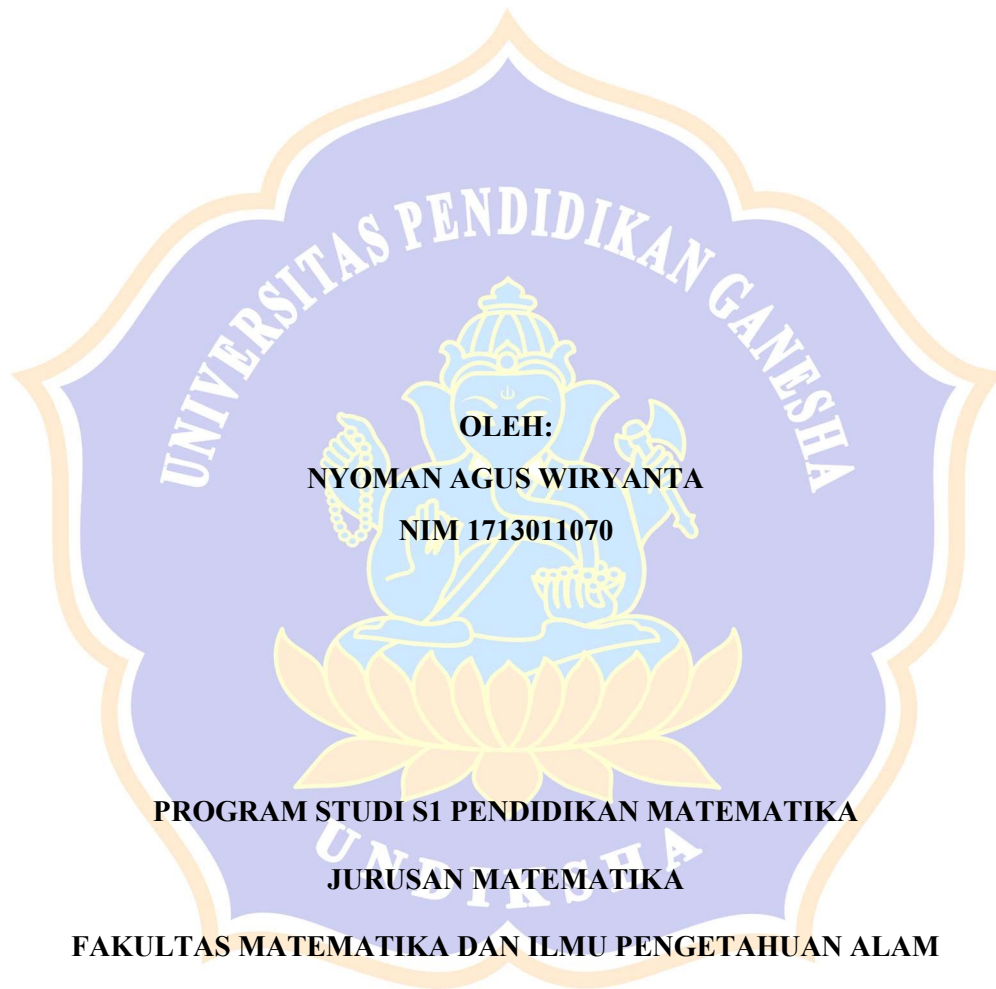 UNIVERSITAS PENDIDIKAN GANESHA
OLEH:
NYOMAN AGUS WIRYANTA
NIM 1713011070
PROGRAM STUDI S1 PENDIDIKAN MATEMATIKA
UNDIKSHA
JURUSAN MATEMATIKA
FAKULTAS MATEMATIKA DAN ILMU PENGETAHUAN ALAM